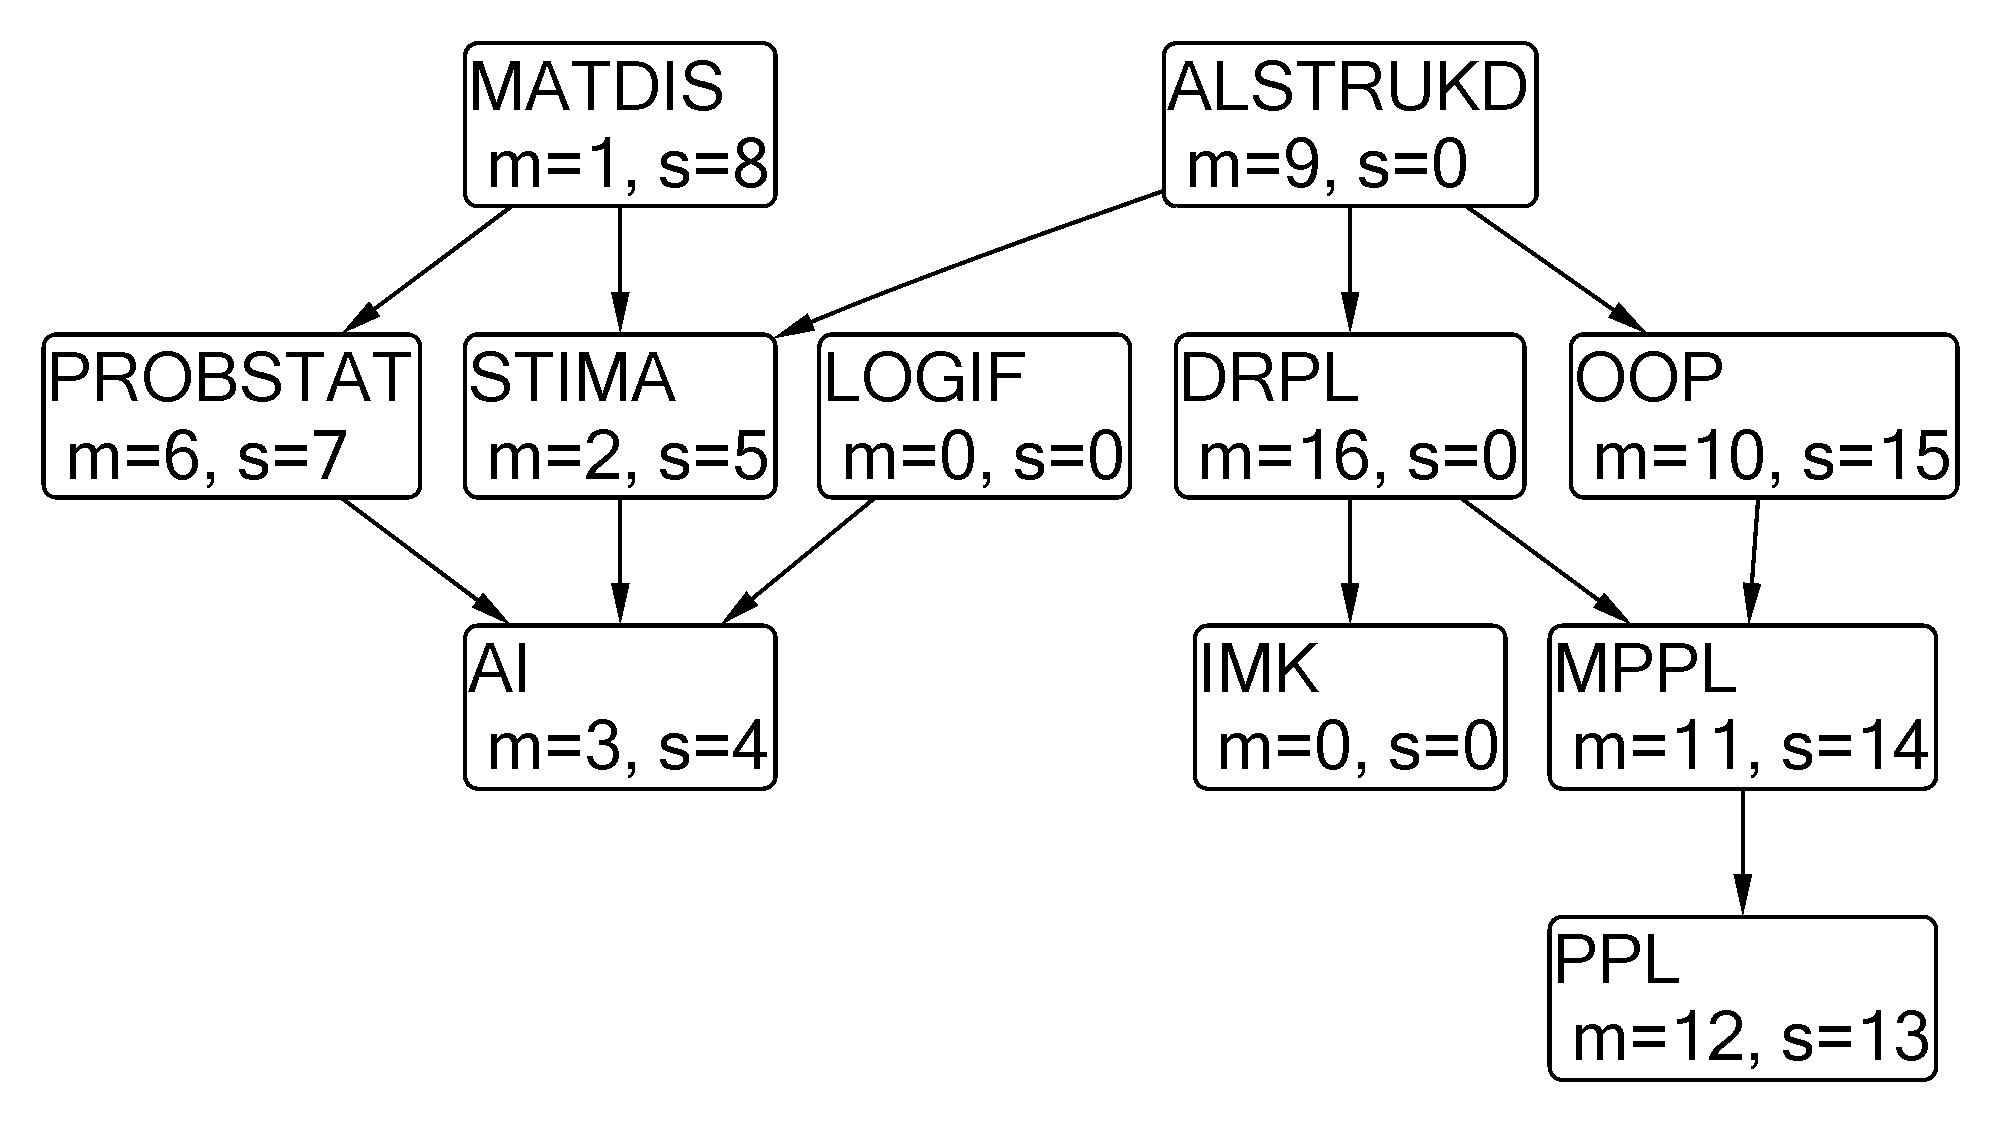 MATDIS
m=1, s=8
ALSTRUKD
m=9, s=0
PROBSTAT
m=6, s=7
STIMA
m=2, s=5
LOGIF
m=0, s=0
DRPL
m=16, s=0
OOP
m=10, s=15
AI
m=3, s=4
IMK
m=0, s=0
MPPL
m=11, s=14
PPL
m=12, s=13